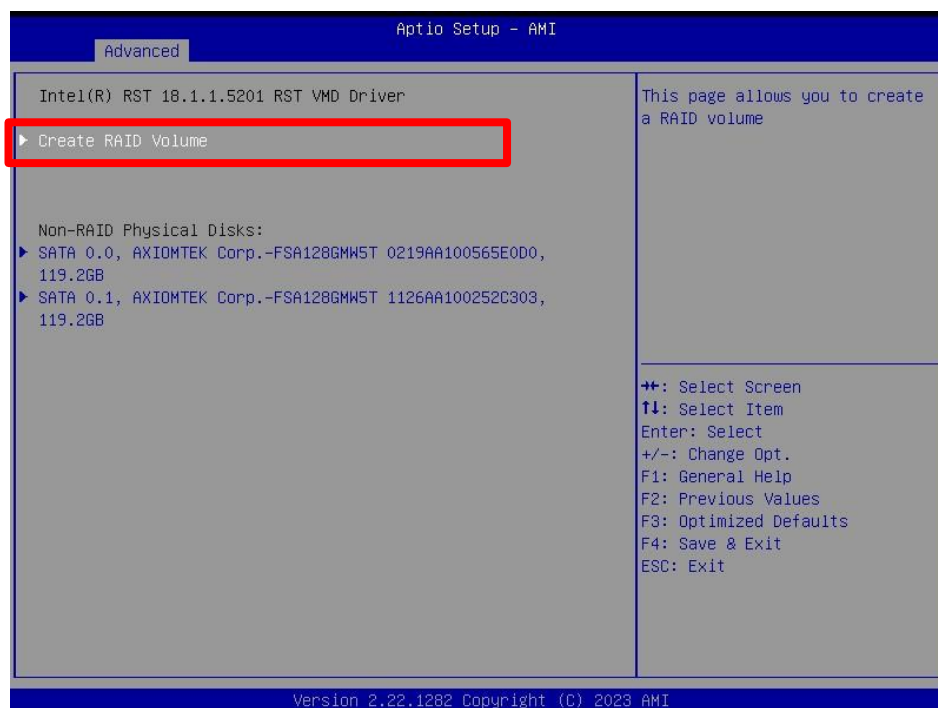 Aptio Setup – AMI
Advanced
Intel(R) RST 18.1.1.5201 RST VMD Driver
Create RAID Volume
Non-RAID Physical Disks:
SATA 0.0, AXIOMTEK Corp.-FSA128GMW5T 0219AA100565E0D0,
119.2GB
SATA 0.1, AXIOMTEK Corp.-FSA128GMW5T 1126AA100252C303,
119.2GB
This page allows you to create
a RAID volume
→←: Select Screen
↑↓: Select Item
Enter: Select
+/-: Change Opt.
F1: General Help
F2: Previous Values
F3: Optimized Defaults
F4: Save & Exit
ESC: Exit
Version 2.22.1282 Copyright (C) 2023 AMI